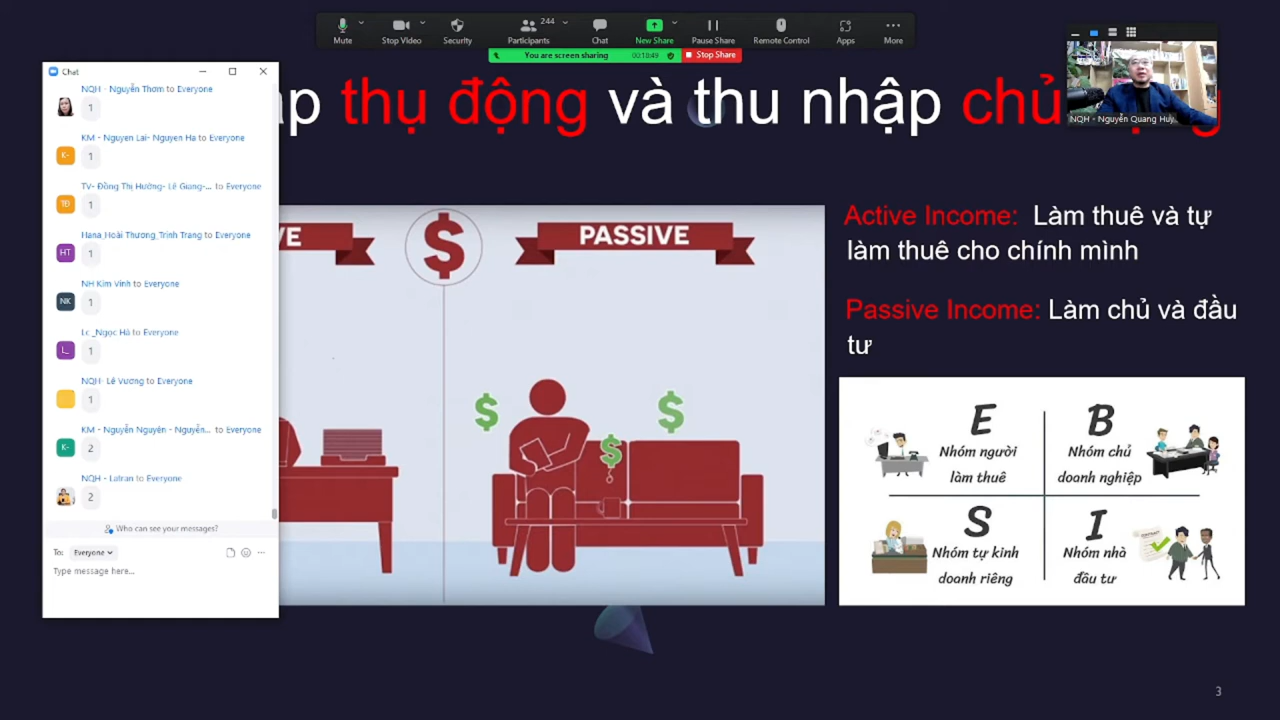 244
Mute
Stop Video
Security
Participants
Chat
New Share
Pause Share
Remote Control
Apps
More
You are screen sharing
00:18:49
Stop Share
Chat
NQH - Nguyễn Thơm to Everyone
1
KM - Nguyen Lai- Nguyen Ha to Everyone
1
TV- Đồng Thị Hưởng- Lê Giang-... to Everyone
1
Hana_Hoài Thương_Trịnh Trang to Everyone
1
NH Kim Vinh to Everyone
1
_Ngọc Hà to Everyone
1
NQH- Lê Vương to Everyone
1
KM - Nguyễn Nguyên - Nguyễn... to Everyone
2
NQH - to Everyone
2
Who can see your messages?
To: Everyone
Type message here...
thụ động và thu nhập chủ
NQH - Nguyễn Quang Huy
PASSIVE
Active Income: Làm thuê và tự
làm thuê cho chính mình
Passive Income: Làm chủ và đầu
tư
E
Nhóm người
làm thuê
B
Nhóm chủ
doanh nghiệp
S
Nhóm tự kinh
doanh riêng
I
Nhóm nhà
đầu tư
3